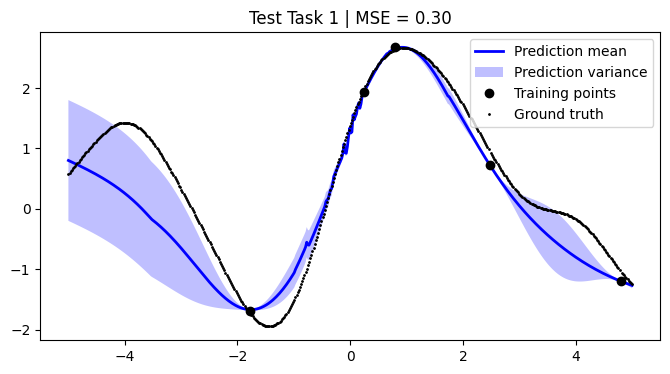 Test Task 1 | MSE = 0.30
Prediction mean
Prediction variance
Training points
Ground truth
2
1
0
−1
−2
−4
−2
0
2
4